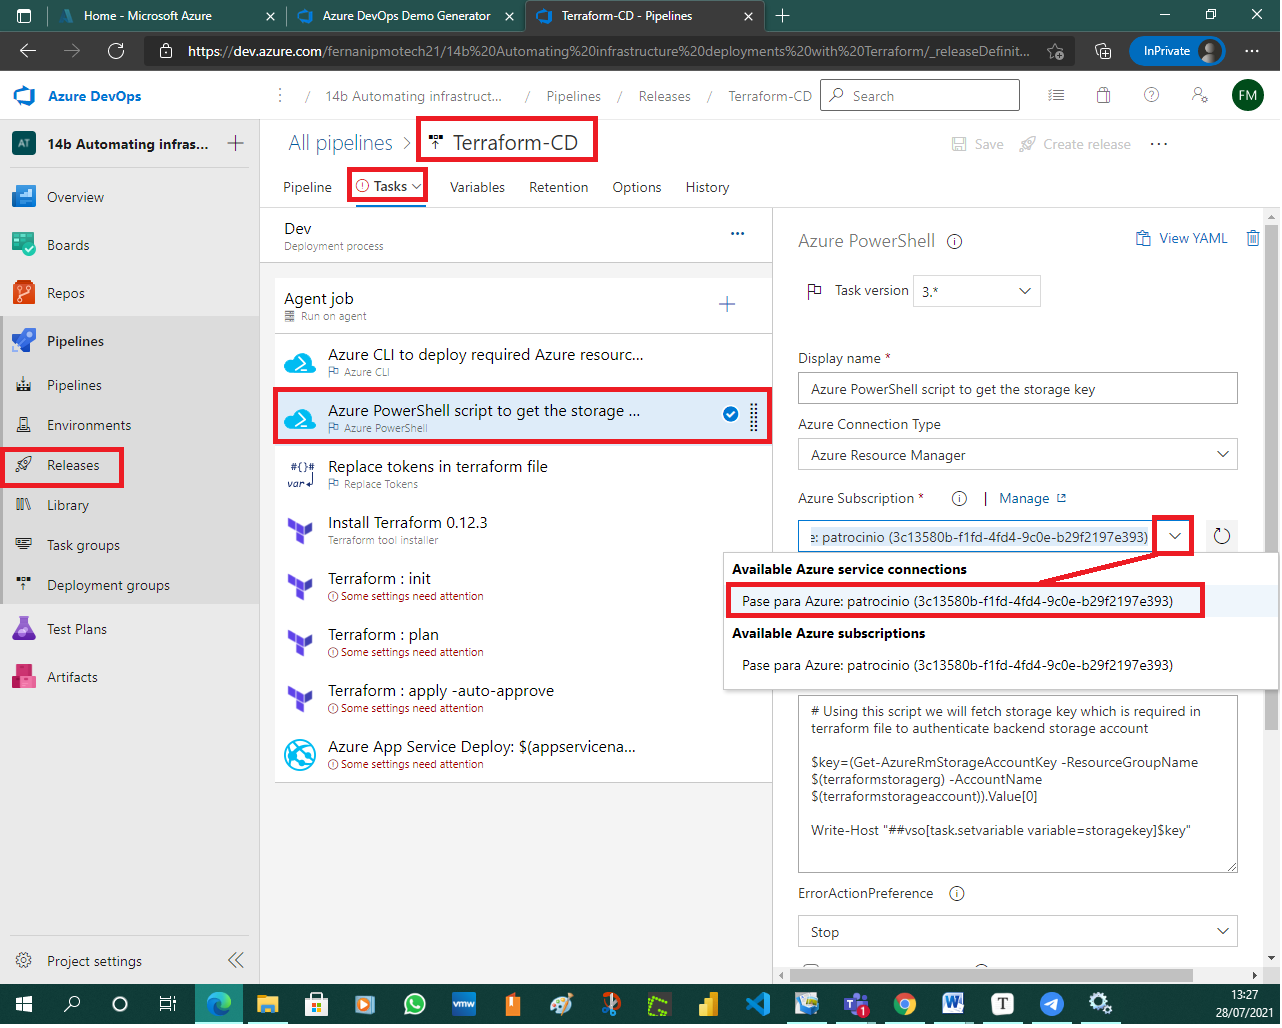 Home - Microsoft Azure
Azure DevOps Demo Generator
Terraform-CD - Pipelines
https://dev.azure.com/fernanipmotech21/14b%20Automating%20infrastructure%20deployments%20with%20Terraform/_releaseDefinit...
InPrivate
Azure DevOps
/ 14b Automating infrastruct... / Pipelines / Releases / Terraform-CD
Search
FM
AT
14b Automating infras...
Overview
Boards
Repos
Pipelines
Pipelines
Environments
Releases
Library
Task groups
Deployment groups
Test Plans
Artifacts
Project settings
All pipelines > Terraform-CD
Save
Create release
Pipeline
Tasks
Variables
Retention
Options
History
Dev
Deployment process
Agent job
Run on agent
Azure CLI to deploy required Azure resourc...
Azure CLI
Azure PowerShell script to get the storage ...
Azure PowerShell
#{}#
var
Replace tokens in terraform file
Replace Tokens
Install Terraform 0.12.3
Terraform tool installer
Terraform : init
Some settings need attention
Terraform : plan
Some settings need attention
Terraform : apply -auto-approve
Some settings need attention
Azure App Service Deploy: $(appservicena...
Some settings need attention
Azure PowerShell
View YAML
Task version
3.*
Display name *
Azure PowerShell script to get the storage key
Azure Connection Type
Azure Resource Manager
Azure Subscription * | Manage
e: patrocinio (3c13580b-f1fd-4fd4-9c0e-b29f2197e393)
Available Azure service connections
Pase para Azure: patrocinio (3c13580b-f1fd-4fd4-9c0e-b29f2197e393)
Available Azure subscriptions
Pase para Azure: patrocinio (3c13580b-f1fd-4fd4-9c0e-b29f2197e393)
# Using this script we will fetch storage key which is required in
terraform file to authenticate backend storage account
$key=(Get-AzureRmStorageAccountKey -ResourceGroupName
$(terraformstoragerg) -AccountName
$(terraformstorageaccount)).Value[0]
Write-Host "##vso[task.setvariable variable=storagekey]$key"
ErrorActionPreference
Stop
vmw
1
W
T
13:27
28/07/2021